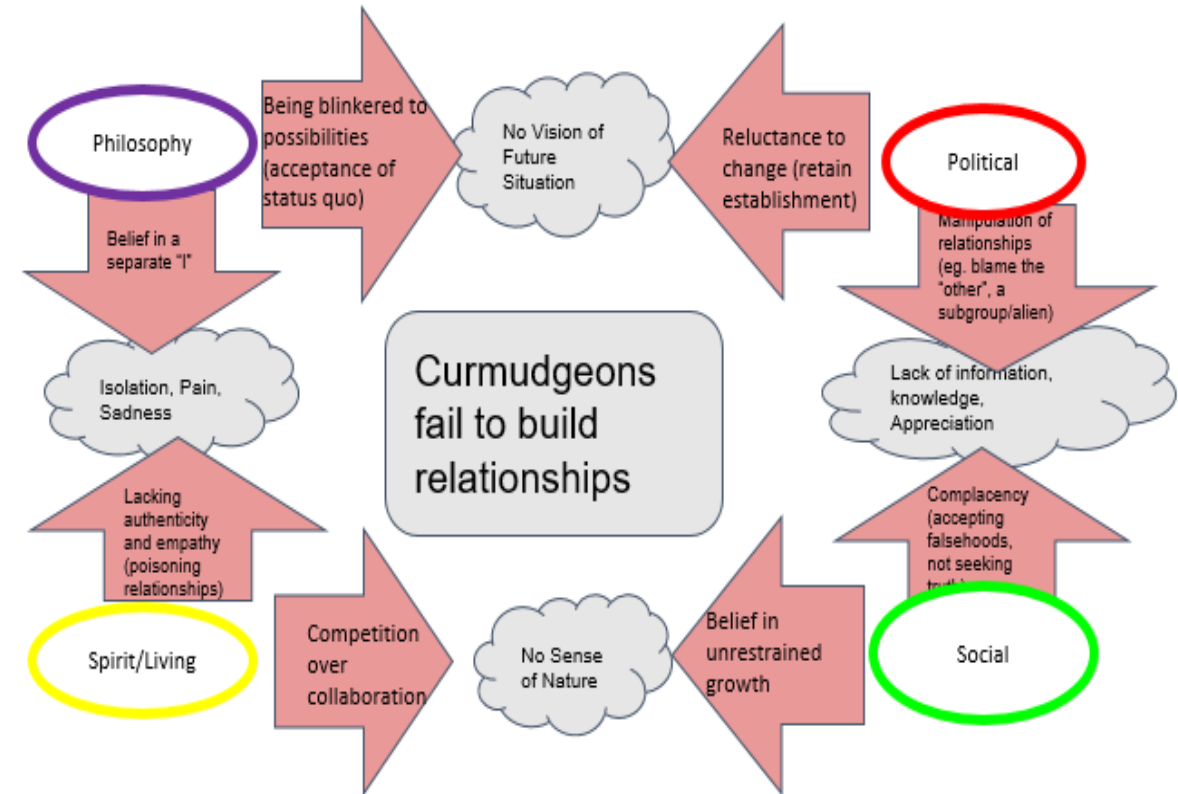 Philosophy
Being blinkered to
possibilities
(acceptance of
status quo)
No Vision of
Future
Situation
Reluctance to
change (retain
establishment)
Political
Belief in a
separate "I"
Manipulation of
relationships
(eg. blame the
"other", a
subgroup/alien)
Isolation, Pain,
Sadness
Curmudgeons
fail to build
relationships
Lack of information,
knowledge,
Appreciation
Lacking
authenticity
and empathy
(poisoning
relationships)
Complacency
(accepting
falsehoods,
not seeking
truth)
Spirit/Living
Competition
over
collaboration
No Sense
of Nature
Belief in
unrestrained
growth
Social